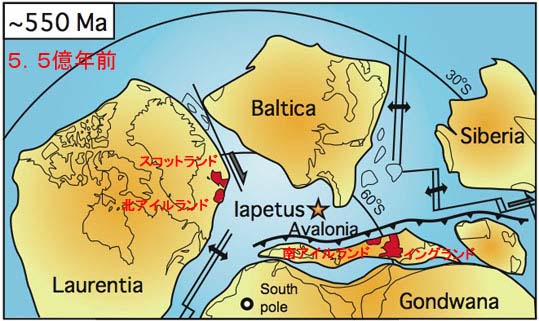 ~550 Ma
5.5億年前
Baltica
30°S
Siberia
スコットランド
北アイルランド
60°S
Iapetus
Avalonia
南アイルランド
イングランド
Laurentia
South
pole
Gondwana